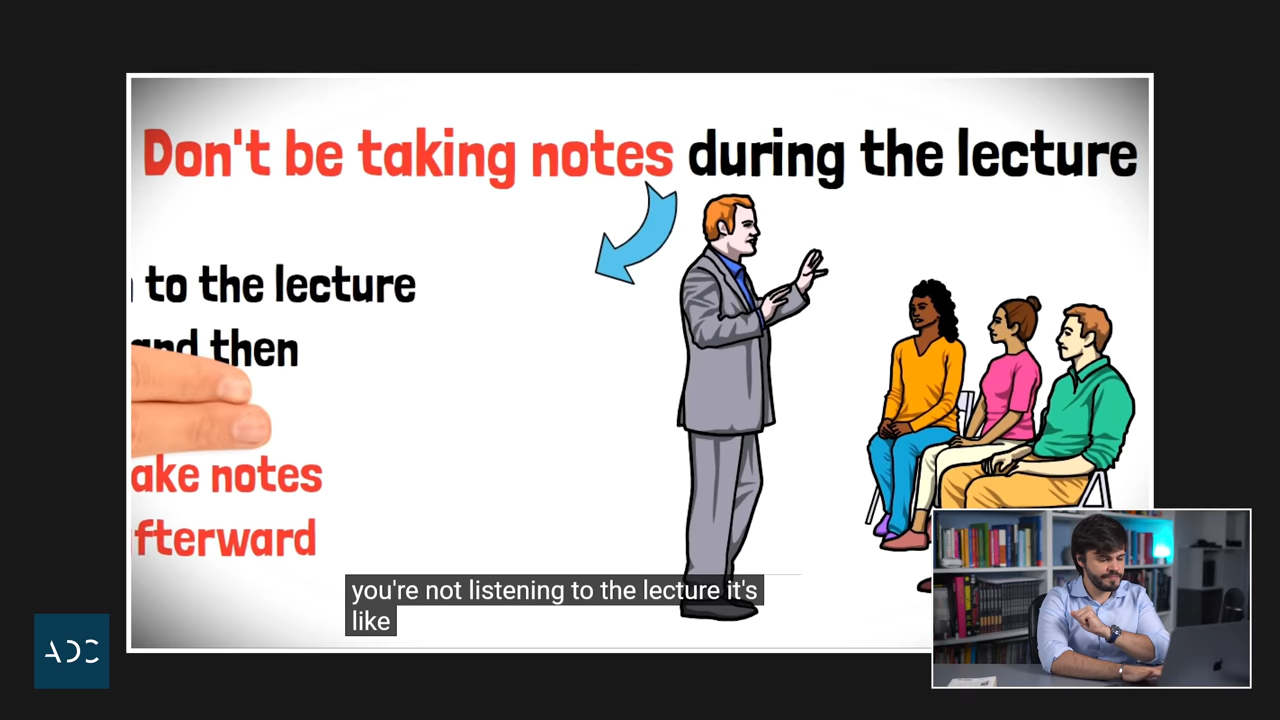 Don't be taking notes during the lecture
to the lecture
and then
ake notes
fterward
you're not listening to the lecture it's
like
ADC